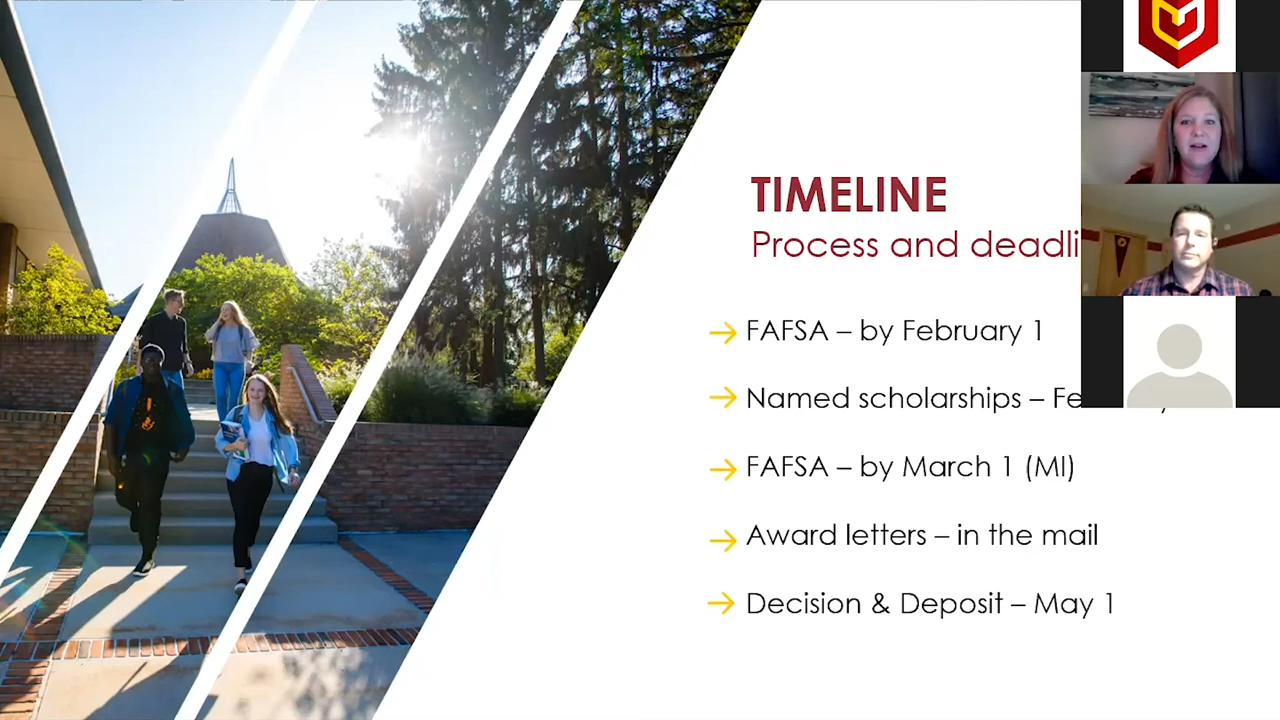 TIMELINE
Process and deadli
FAFSA – by February 1
Named scholarships – Fe
FAFSA – by March 1 (MI)
Award letters – in the mail
Decision & Deposit – May 1